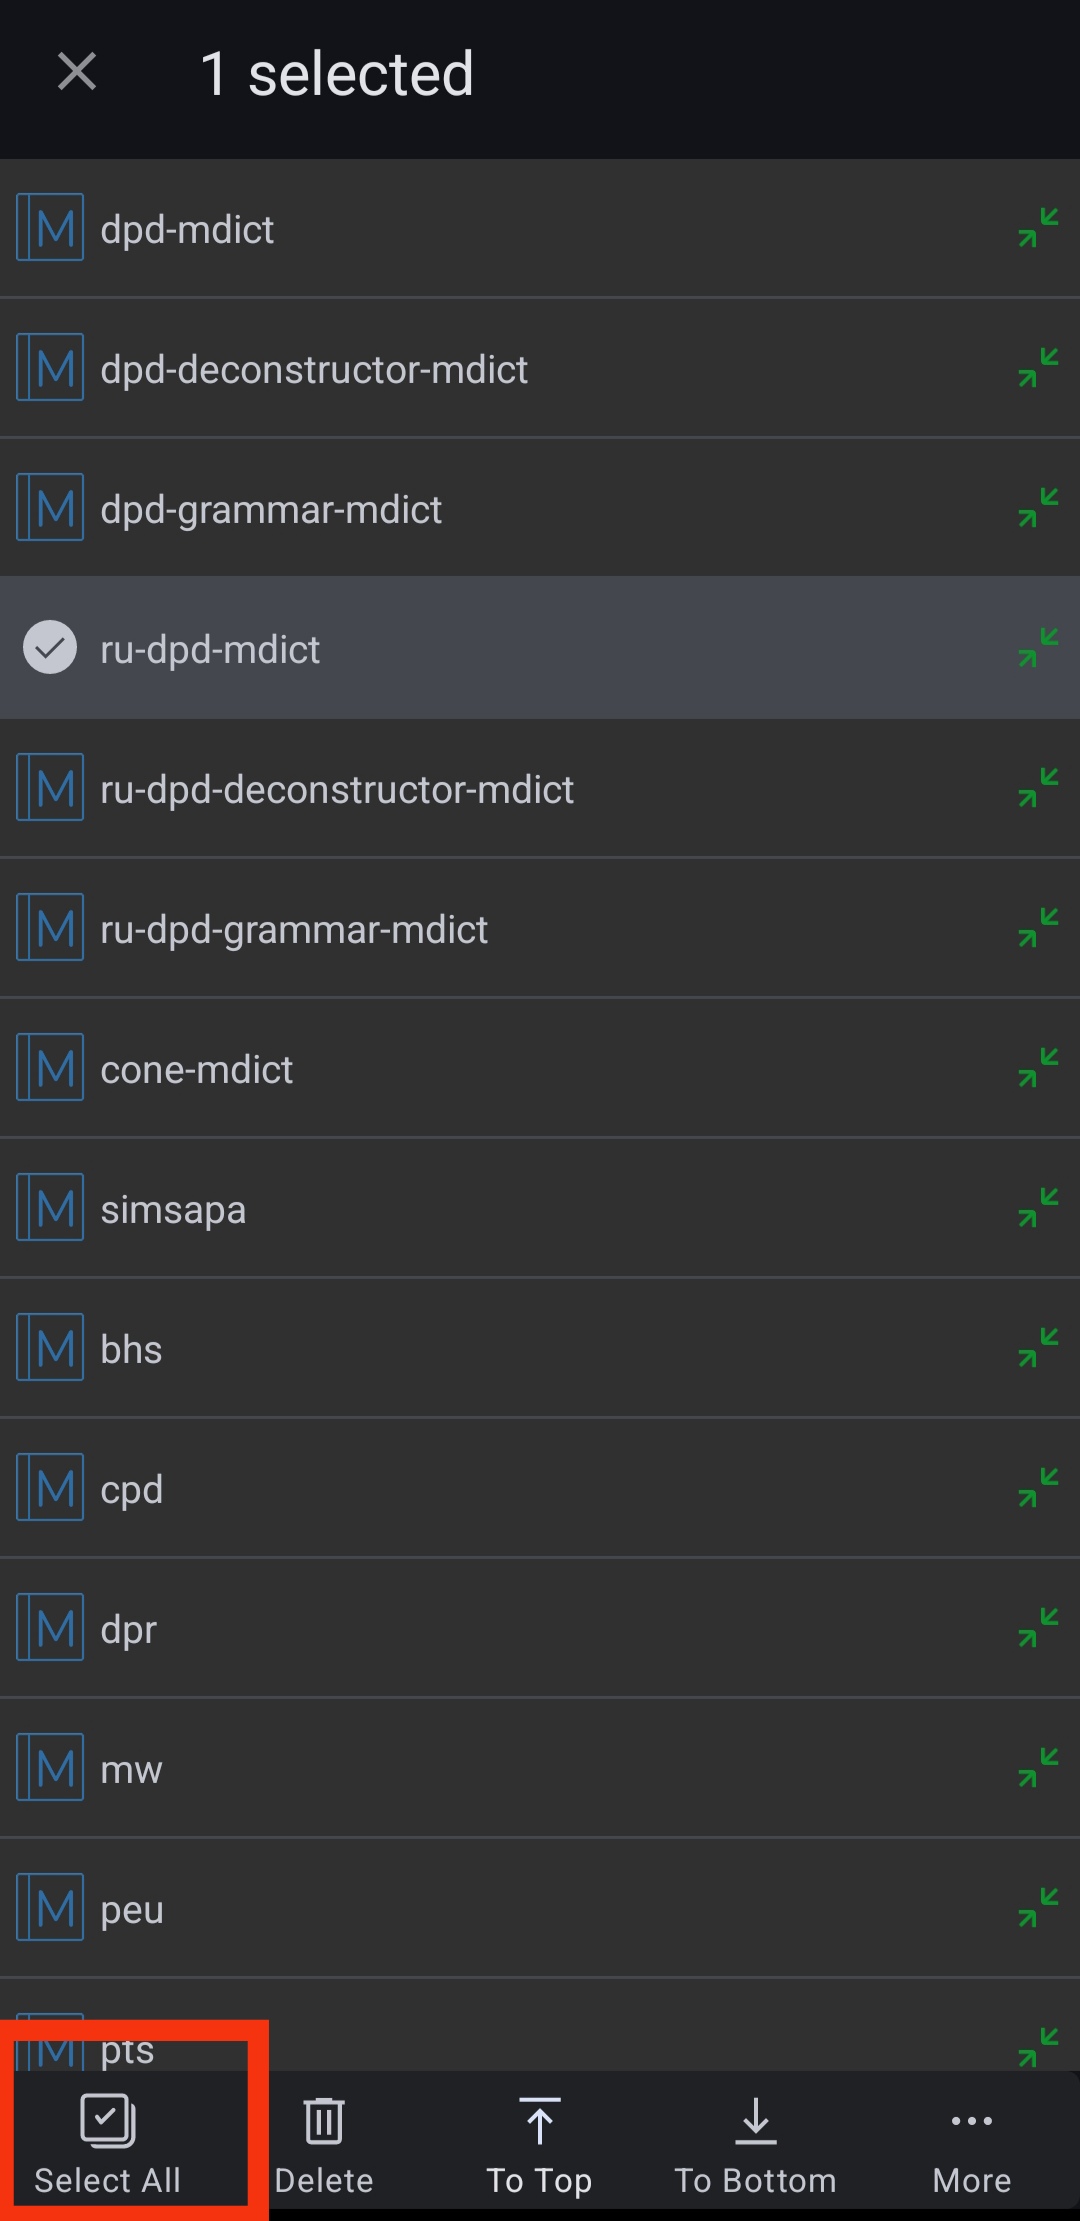 1 selected
dpd-mdict
dpd-deconstructor-mdict
dpd-grammar-mdict
ru-dpd-mdict
ru-dpd-deconstructor-mdict
ru-dpd-grammar-mdict
cone-mdict
simsapa
bhs
cpd
dpr
mw
peu
pts
Select All
Delete
To Top
To Bottom
More